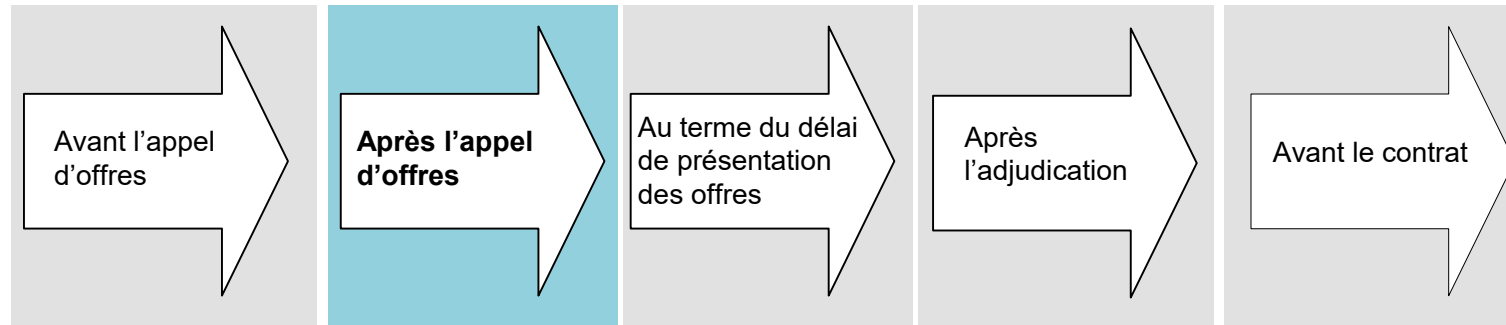 Avant l’appel
d’offres
Après l’appel
d’offres
Au terme du délai
de présentation
des offres
Après
l’adjudication
Avant le contrat